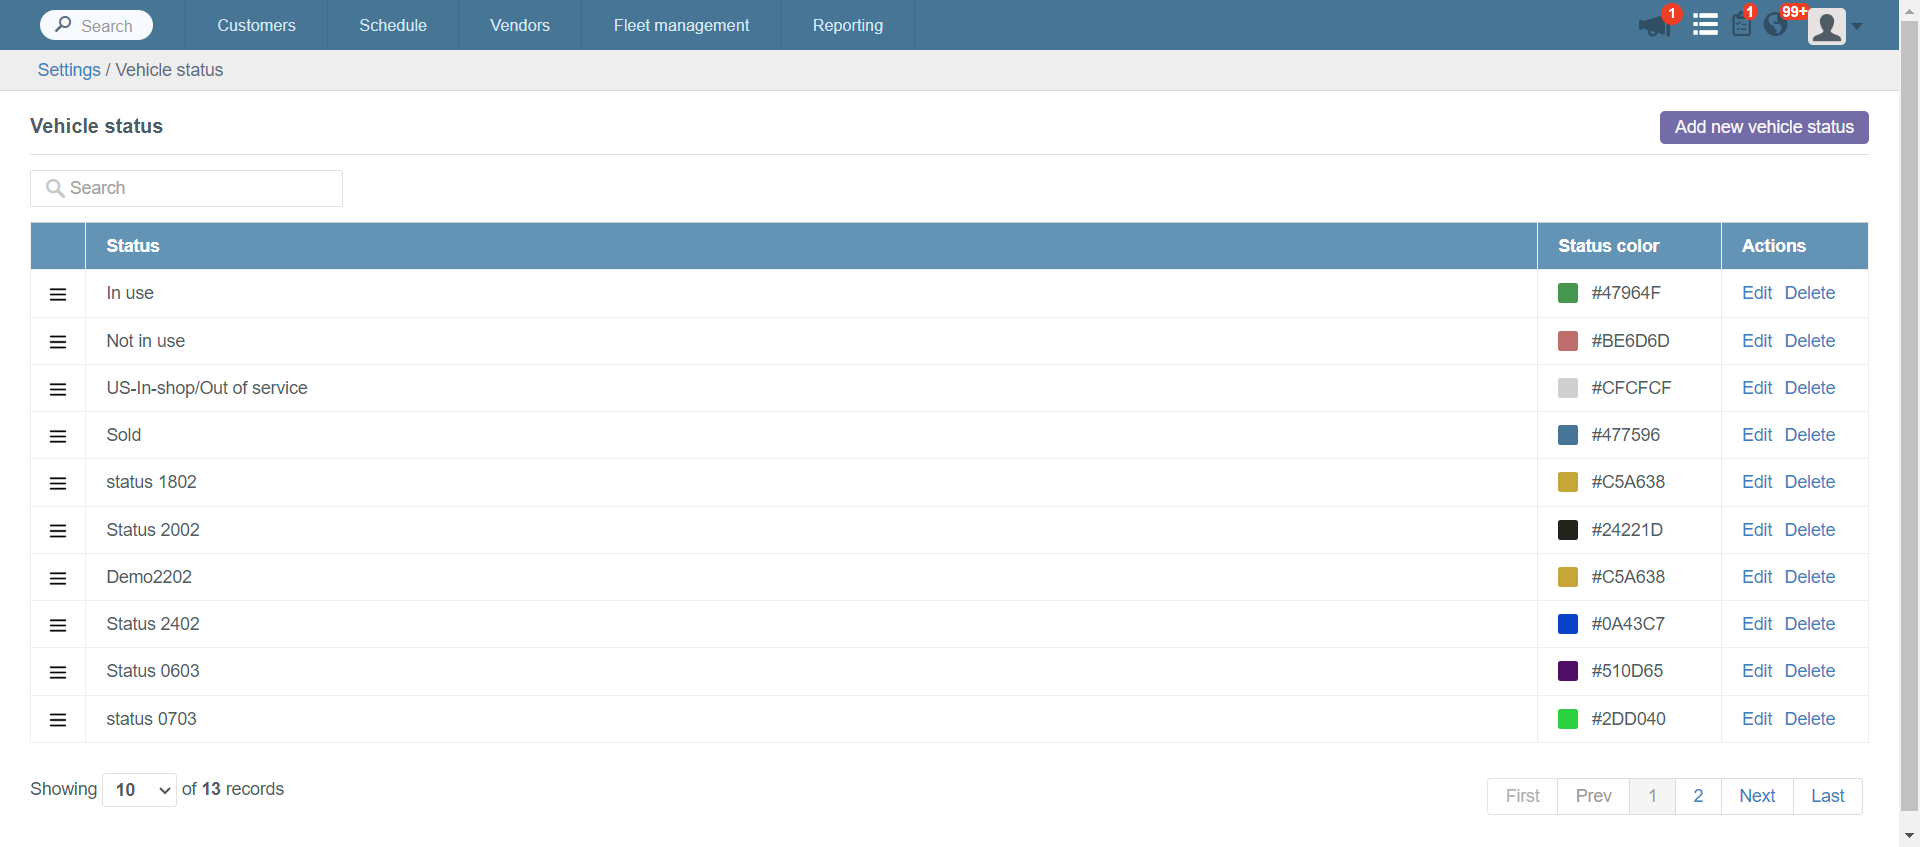 Search Customers Schedule Vendors Fleet management Reporting 1 1 99+
Settings / Vehicle status
Vehicle status Add new vehicle status
Search
Status Status color Actions
In use #47964F Edit Delete
Not in use #BE6D6D Edit Delete
US-In-shop/Out of service #CFCFCF Edit Delete
Sold #477596 Edit Delete
status 1802 #C5A638 Edit Delete
Status 2002 #24221D Edit Delete
Demo2202 #C5A638 Edit Delete
Status 2402 #0A43C7 Edit Delete
Status 0603 #510D65 Edit Delete
status 0703 #2DD040 Edit Delete
Showing 10 of 13 records First Prev 1 2 Next Last